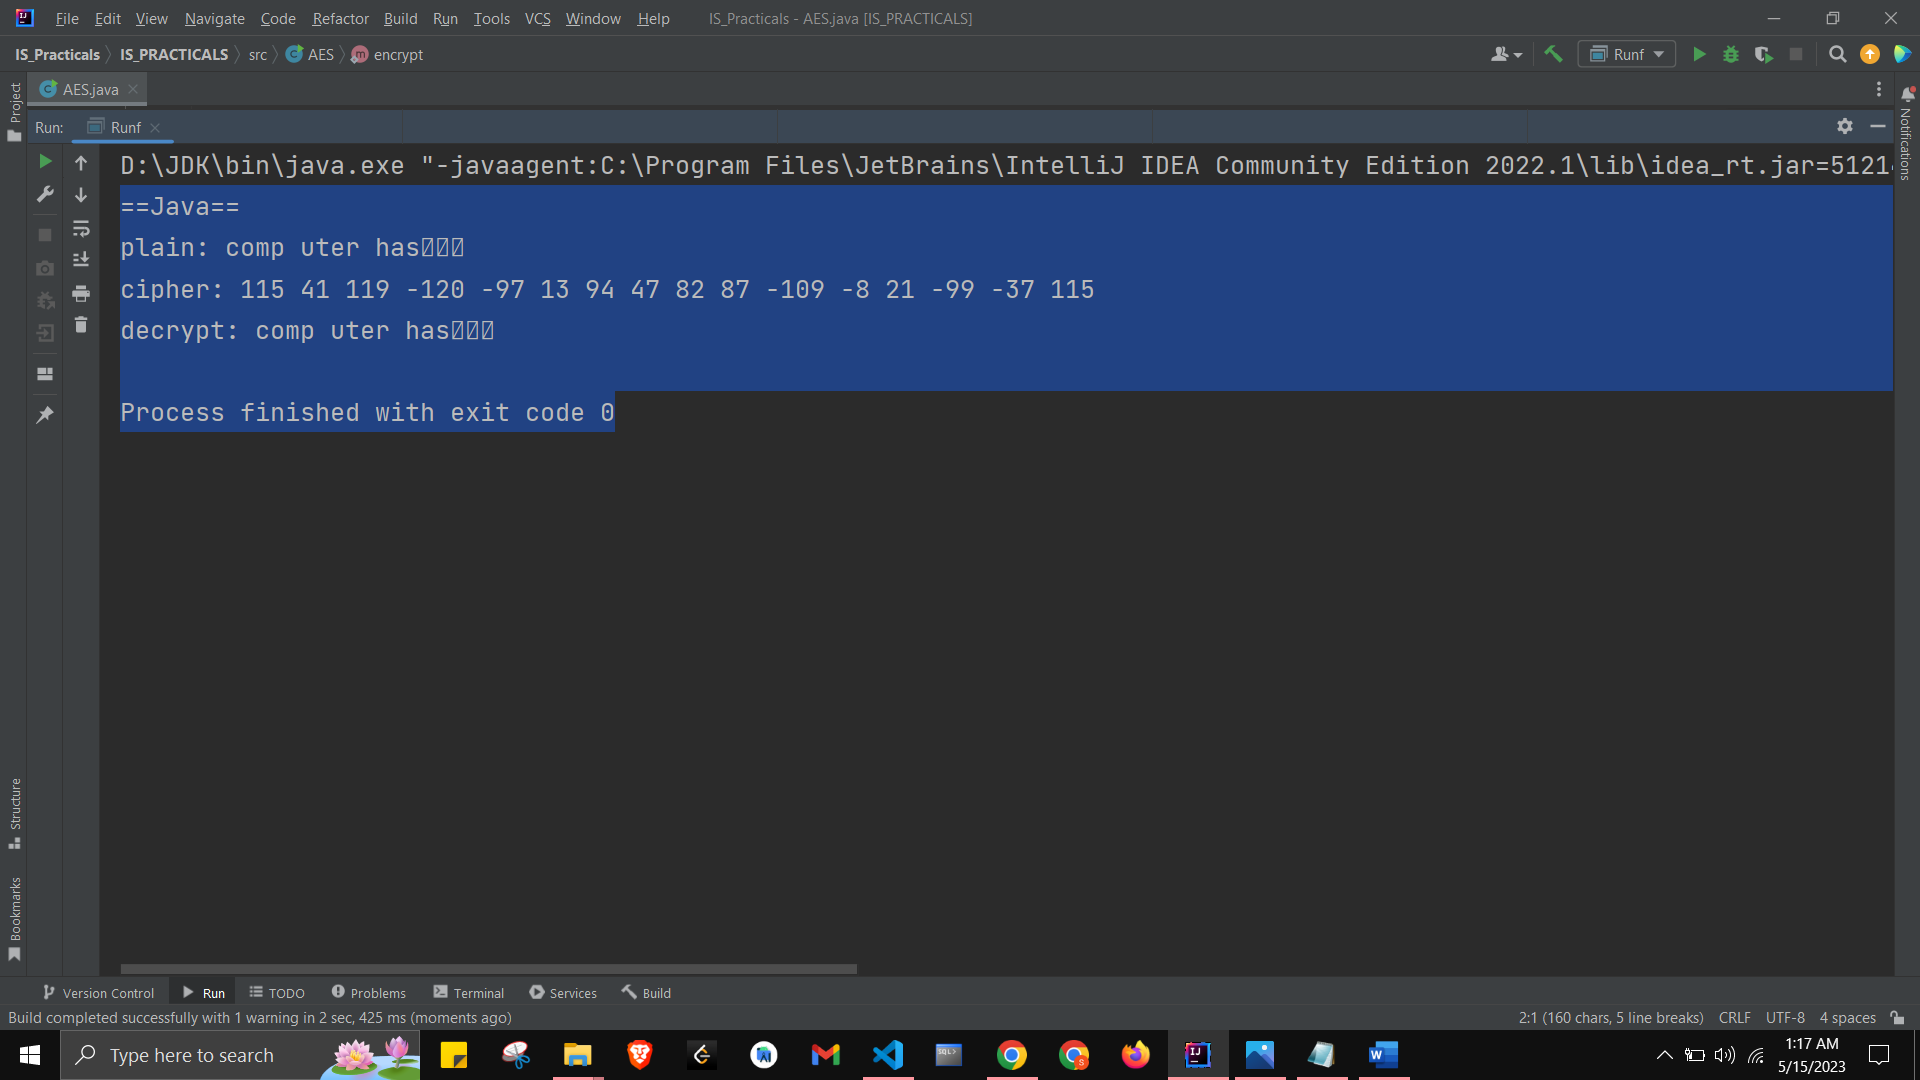 File Edit View Navigate Code Refactor Build Run Tools VCS Window Help IS_Practicals - AES.java [IS_PRACTICALS]
IS_Practicals IS_PRACTICALS src AES encrypt Runf
Project
AES.java
Notifications
Run: Runf
D:\JDK\bin\java.exe "-javaagent:C:\Program Files\JetBrains\IntelliJ IDEA Community Edition 2022.1\lib\idea_rt.jar=5121
==Java==
plain: comp uter has
cipher: 115 41 119 -120 -97 13 94 47 82 87 -109 -8 21 -99 -37 115
decrypt: comp uter has
Process finished with exit code 0
Structure
Bookmarks
Version Control Run TODO Problems Terminal Services Build
Build completed successfully with 1 warning in 2 sec, 425 ms (moments ago) 2:1 (160 chars, 5 line breaks) CRLF UTF-8 4 spaces
Type here to search
1:17 AM
5/15/2023